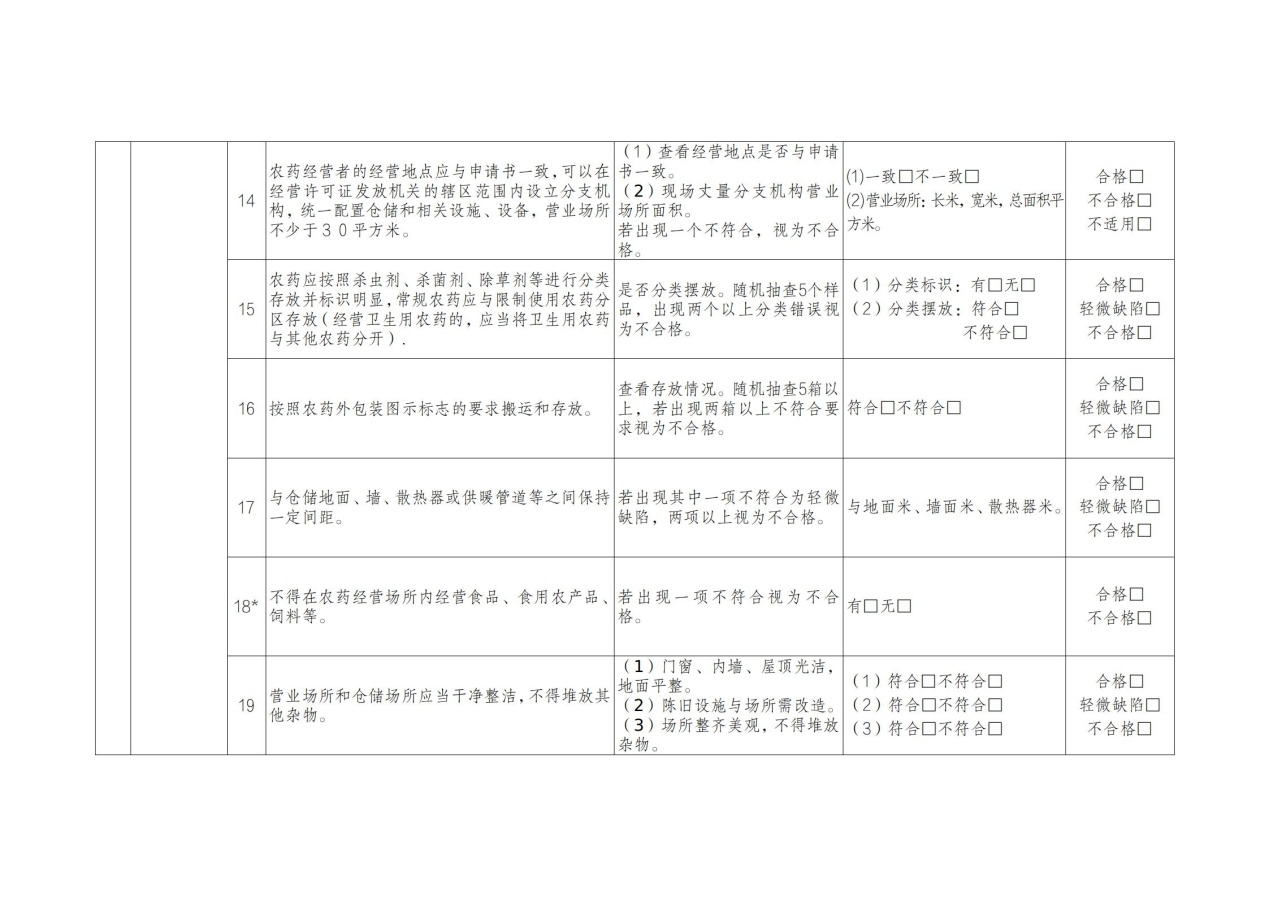 14
农药经营者的经营地点应与申请书一致，可以在
经营许可证发放机关的辖区范围内设立分支机
构，统一配置仓储和相关设施、设备，营业场所
不少于３０平方米。
（1）查看经营地点是否与申请
书一致。
（2）现场丈量分支机构营业
场所面积。
若出现一个不符合，视为不合
格。
(1)一致□不一致□
(2)营业场所：长米，宽米，总面积平
方米。
合格□
不合格□
不适用□
15
农药应按照杀虫剂、杀菌剂、除草剂等进行分类
存放并标识明显，常规农药应与限制使用农药分
区存放（经营卫生用农药的，应当将卫生用农药
与其他农药分开）.
是否分类摆放。随机抽查5个样
品，出现两个以上分类错误视
为不合格。
（1）分类标识：有□无□
（2）分类摆放：符合□
不符合□
合格□
轻微缺陷□
不合格□
16
按照农药外包装图示标志的要求搬运和存放。
查看存放情况。随机抽查5箱以
上，若出现两箱以上不符合要
求视为不合格。
符合□不符合□
合格□
轻微缺陷□
不合格□
17
与仓储地面、墙、散热器或供暖管道等之间保持
一定间距。
若出现其中一项不符合为轻微
缺陷，两项以上视为不合格。
与地面米、墙面米、散热器米。
合格□
轻微缺陷□
不合格□
18*
不得在农药经营场所内经营食品、食用农产品、
饲料等。
若出现一项不符合视为不合
格。
有□无□
合格□
不合格□
19
营业场所和仓储场所应当干净整洁，不得堆放其
他杂物。
（1）门窗、内墙、屋顶光洁，
地面平整。
（2）陈旧设施与场所需改造。
（3）场所整齐美观，不得堆放
杂物。
（1）符合□不符合□
（2）符合□不符合□
（3）符合□不符合□
合格□
轻微缺陷□
不合格□